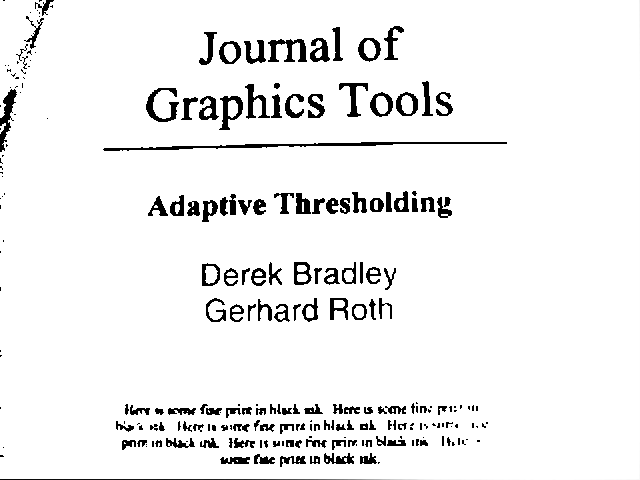 Journal of
Graphics Tools
Adaptive Thresholding
Derek Bradley
Gerhard Roth
Here is some fine print in black ink. Here is some fine print in
black ink. Here is some fine print in black ink. Here is some
print in black ink. Here is some fine print in black ink. Here
some fine print in black ink.